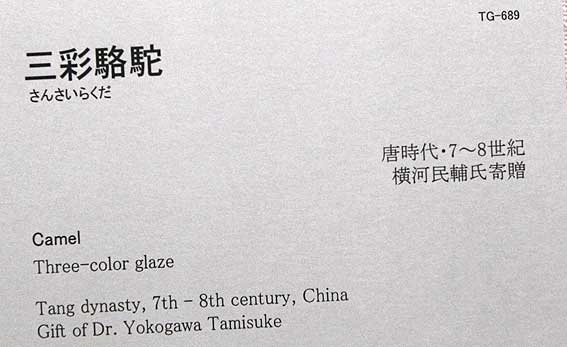 TG-689
三彩駱駝
さんさいらくだ
唐時代・7～8世紀
横河民輔氏寄贈
Camel
Three-color glaze
Tang dynasty, 7th - 8th century, China
Gift of Dr. Yokogawa Tamisuke